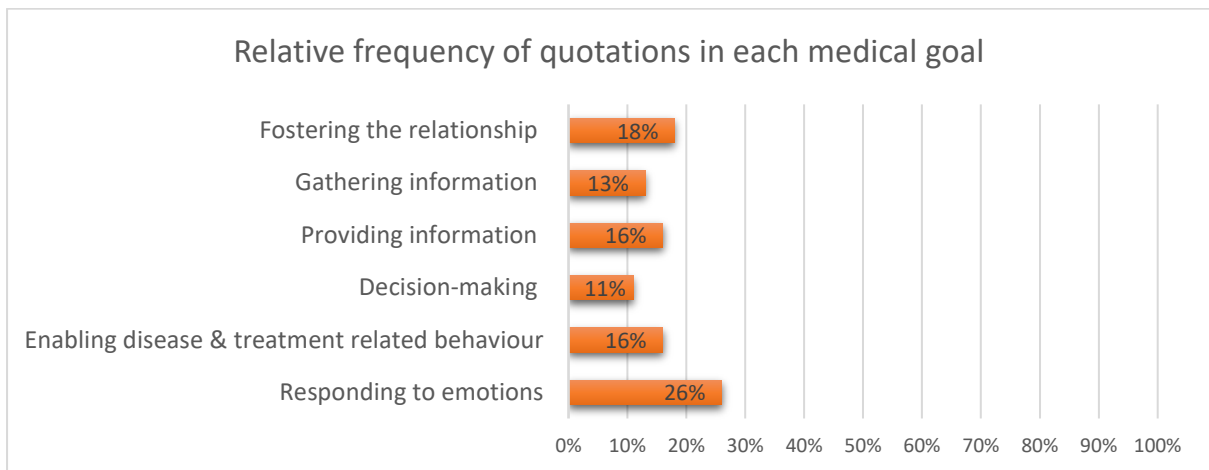 Relative frequency of quotations in each medical goal
Fostering the relationship 18%
Gathering information 13%
Providing information 16%
Decision-making 11%
Enabling disease & treatment related behaviour 16%
Responding to emotions 26%
0% 10% 20% 30% 40% 50% 60% 70% 80% 90% 100%